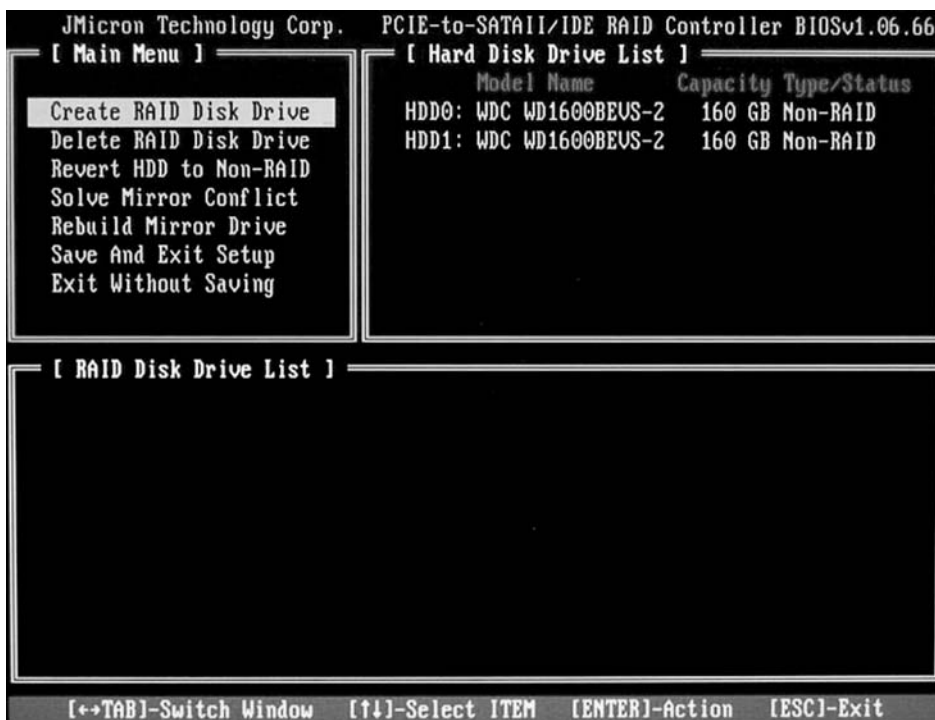 JMicron Technology Corp. PCIE-to-SATAII/IDE RAID Controller BIOSv1.06.66
[ Main Menu ]
Create RAID Disk Drive
Delete RAID Disk Drive
Revert HDD to Non-RAID
Solve Mirror Conflict
Rebuild Mirror Drive
Save And Exit Setup
Exit Without Saving
[ Hard Disk Drive List ]
Model Name Capacity Type/Status
HDD0: WDC WD1600BEVS-2 160 GB Non-RAID
HDD1: WDC WD1600BEVS-2 160 GB Non-RAID
[ RAID Disk Drive List ]
[←→TAB]-Switch Window [↑↓]-Select ITEM [ENTER]-Action [ESC]-Exit